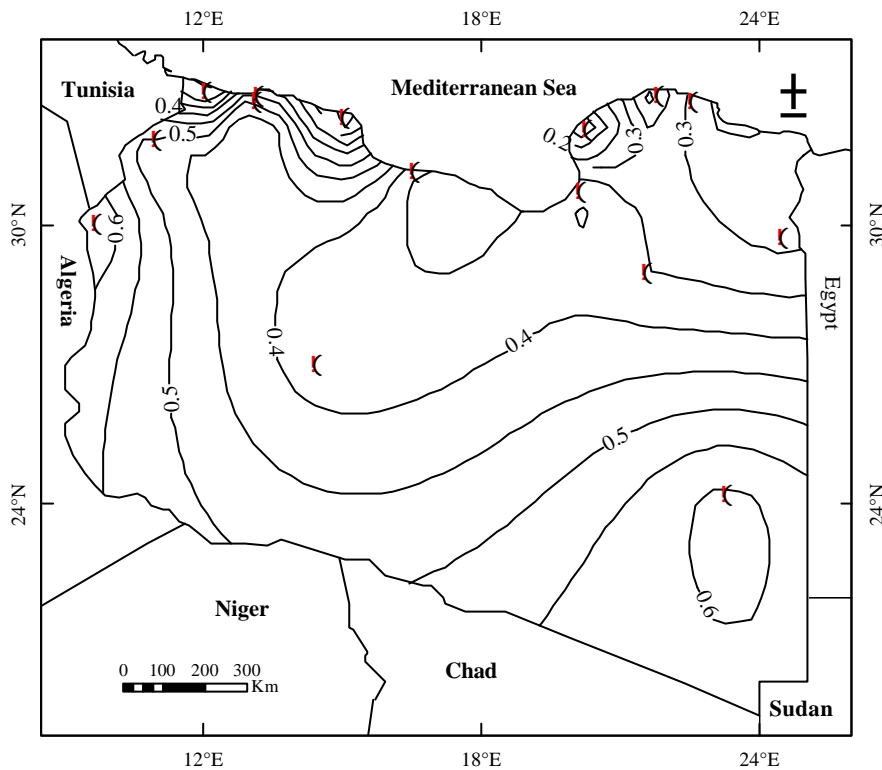 12°E 18°E 24°E
Tunisia
Mediterranean Sea
0.4
0.5
0.2
0.3
0.3
30°N
30°N
0.6
Algeria
Egypt
0.4
0.4
0.5
0.5
24°N
24°N
0.6
Niger
Chad
0 100 200 300
Km
Sudan
12°E 18°E 24°E